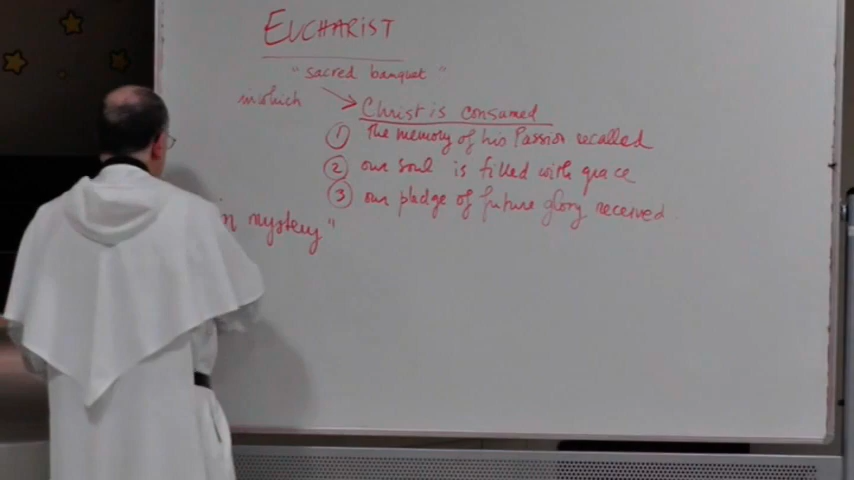 EUCHARIST
"sacred banquet"
in which
Christ is consumed
① the memory of his Passion recalled
② our soul is filled with grace
③ our pledge of future glory received
mystery"